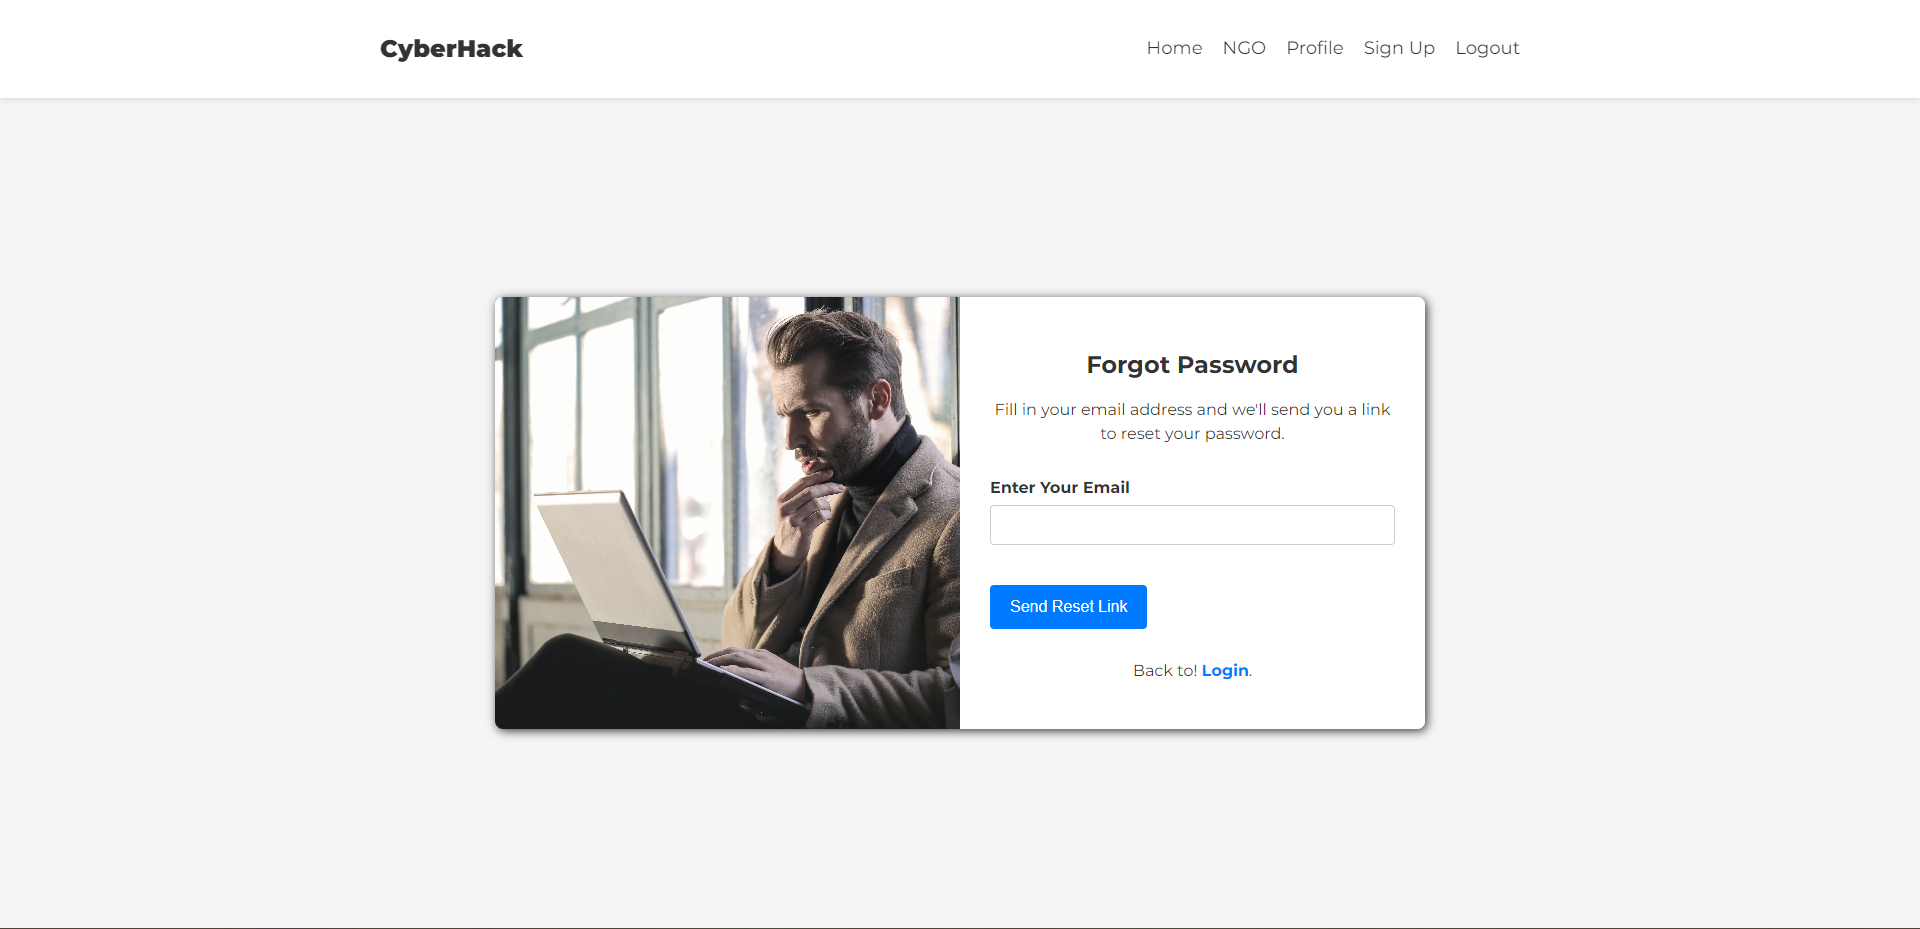 CyberHack
Home NGO Profile Sign Up Logout
Forgot Password
Fill in your email address and we'll send you a link
to reset your password.
Enter Your Email
Send Reset Link
Back to! Login.